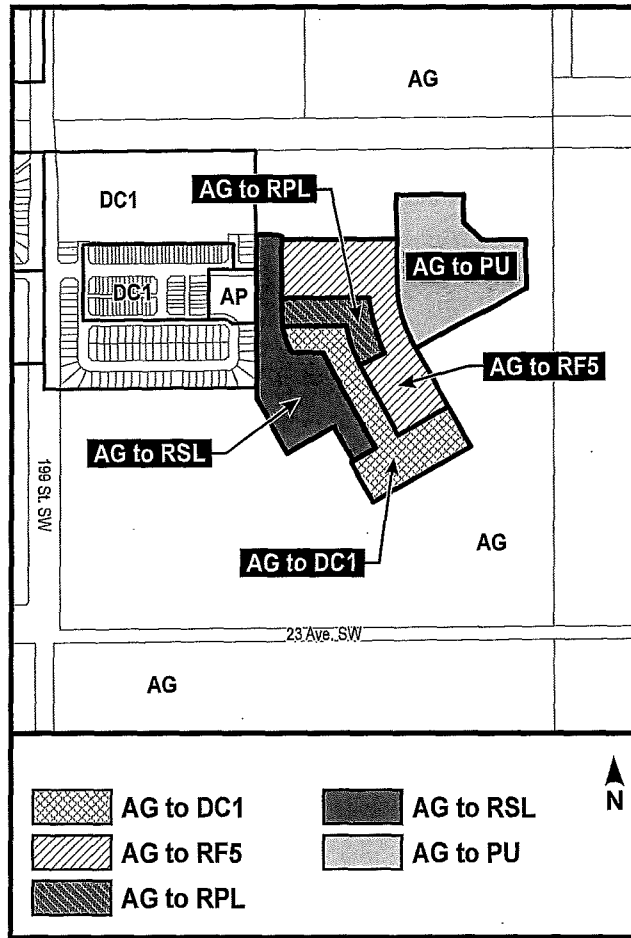 AG
DC1
AG to RPL
DC1
AP
AG to PU
AG to RF5
AG to RSL
199 St. SW
AG
AG to DC1
23 Ave. SW
AG
AG to DC1
AG to RSL
N
AG to RF5
AG to PU
AG to RPL